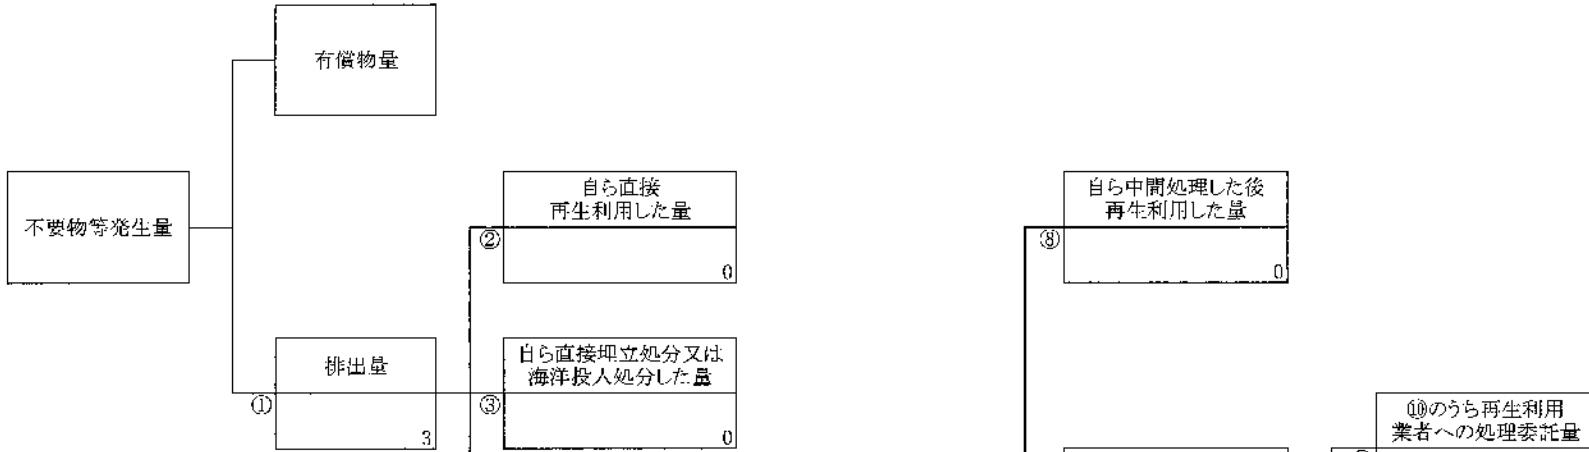 有償物量
不要物等発生量
自ら直接
再生利用した量
②
0
自ら中間処理した後
再生利用した量
⑧
0
排出量
①
3
自ら直接埋立処分又は
海洋投入処分した量
③
0
⑩のうち再生利用
業者への処理委託量